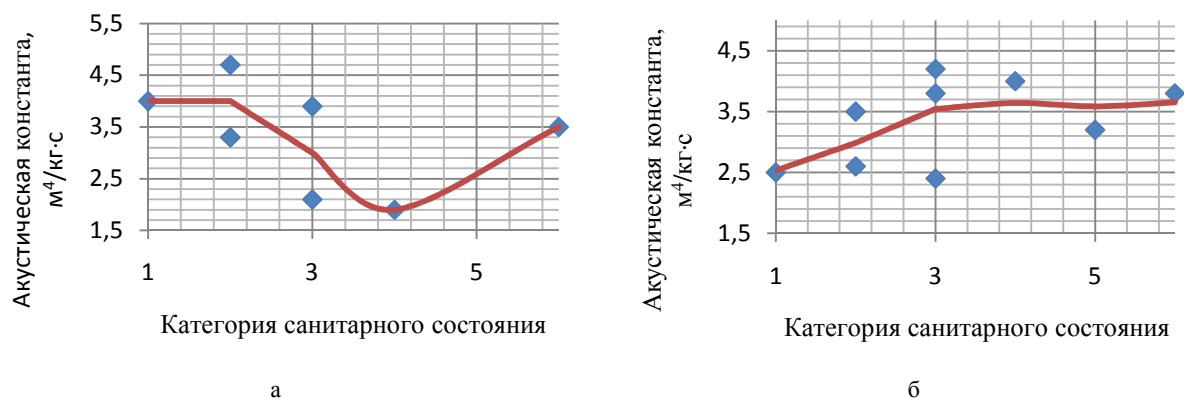 Акустическая константа,
м⁴/кг·с
5,5
4,5
3,5
2,5
1,5
1
3
5
Категория санитарного состояния
а
Акустическая константа,
м⁴/кг·с
4,5
3,5
2,5
1,5
1
3
5
Категория санитарного состояния
б